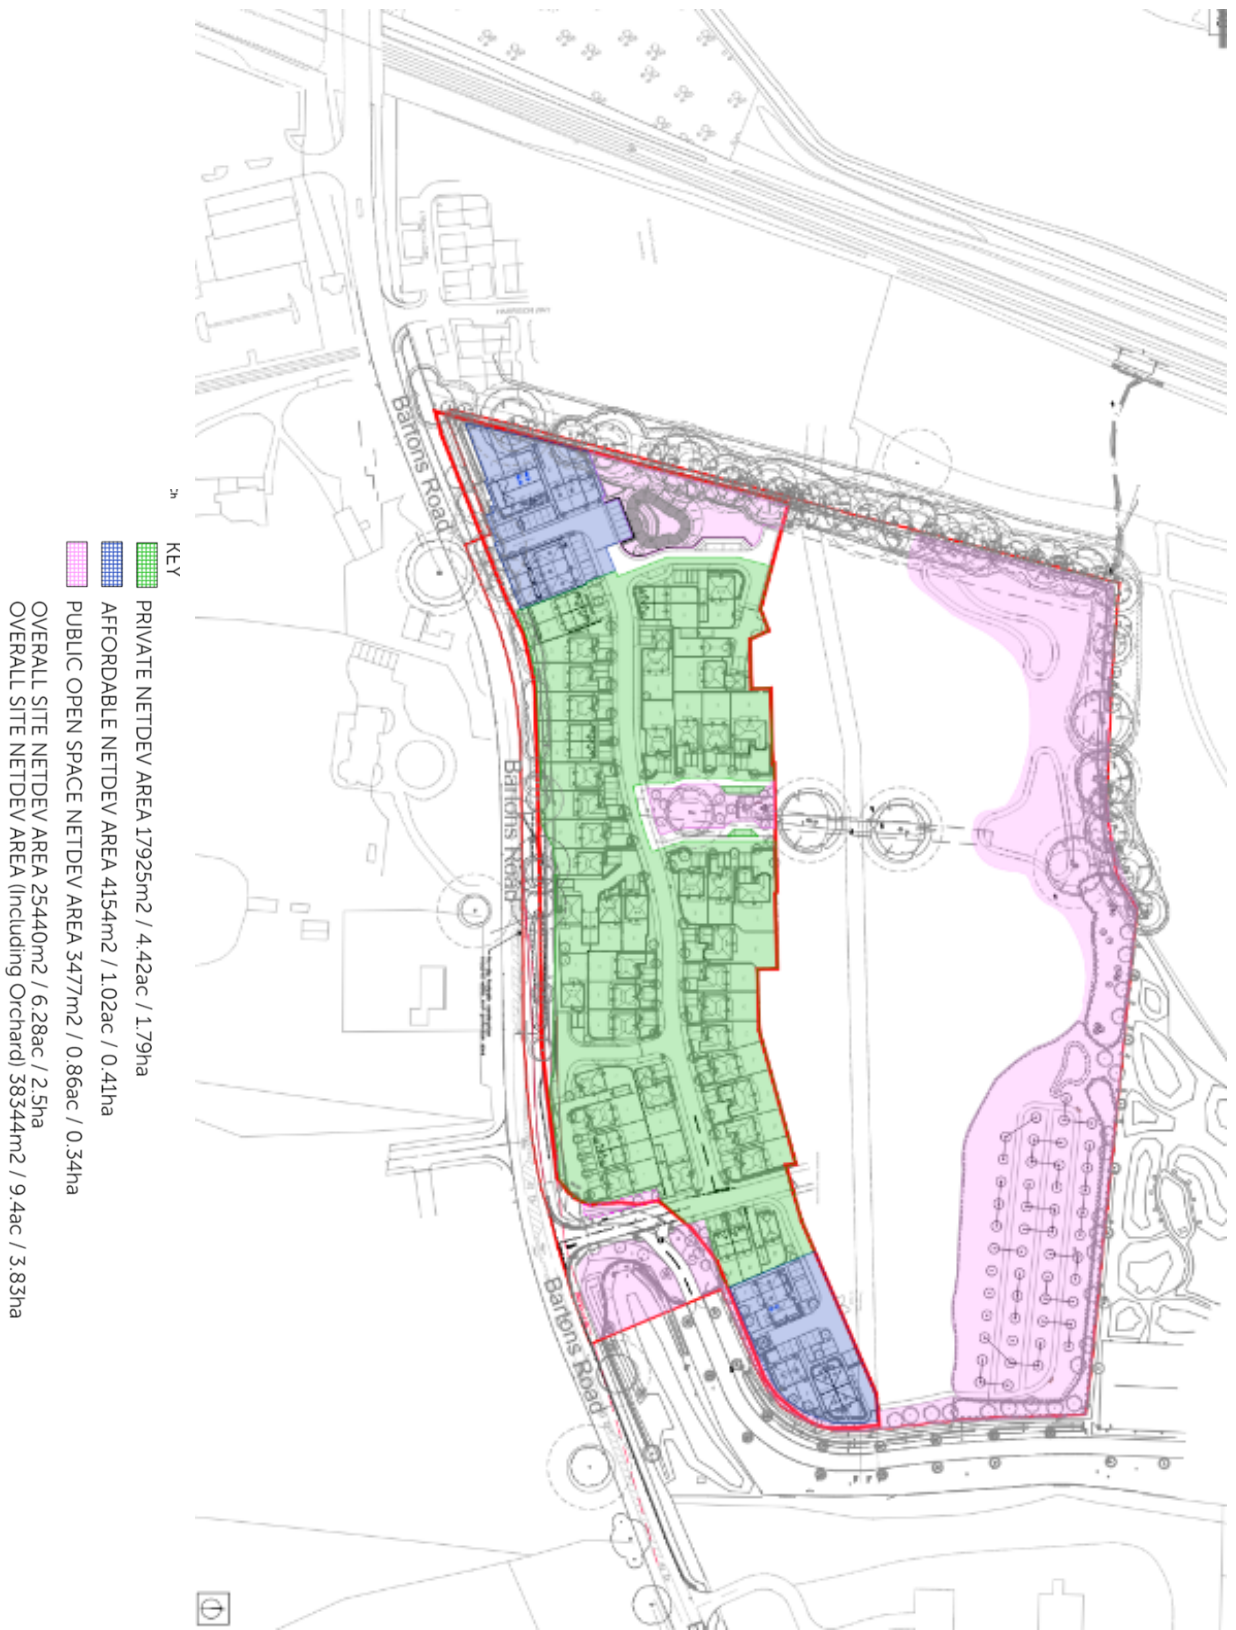 KEY
PRIVATE NETDEV AREA 17925m2 / 4.42ac / 1.79ha
AFFORDABLE NETDEV AREA 4154m2 / 1.02ac / 0.41ha
PUBLIC OPEN SPACE NETDEV AREA 3477m2 / 0.86ac / 0.34ha
OVERALL SITE NETDEV AREA 25440m2 / 6.28ac / 2.5ha
OVERALL SITE NETDEV AREA (Including Orchard) 38344m2 / 9.4ac / 3.83ha
Bartons Road
Bartons Road
Bartons Road